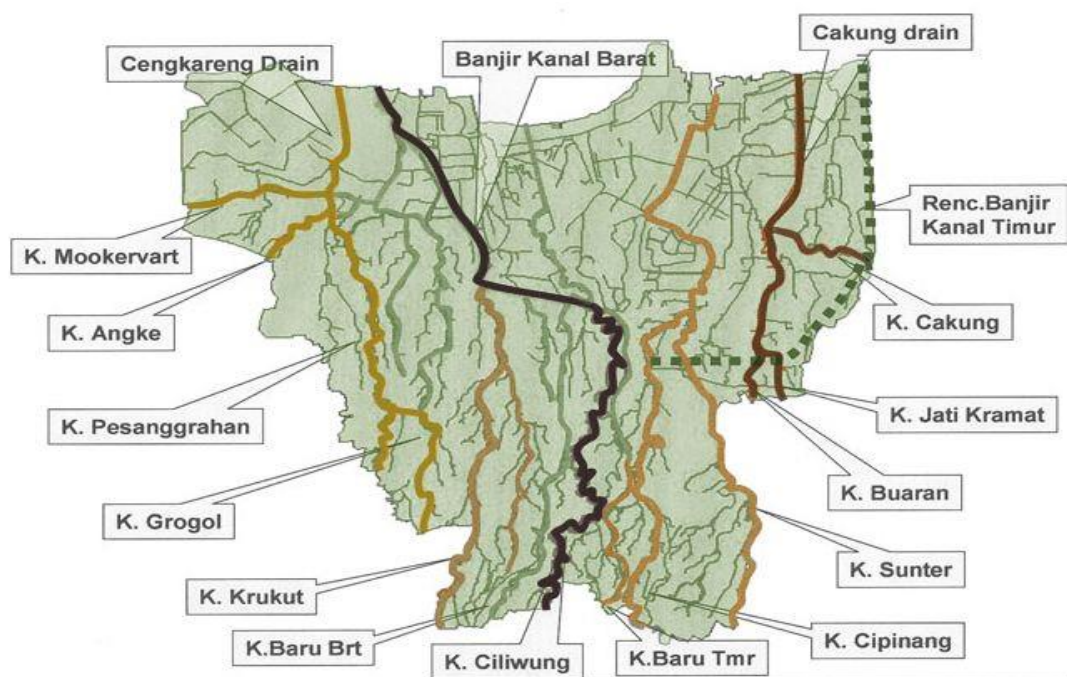 Cengkareng Drain
Banjir Kanal Barat
Cakung drain
Renc.Banjir
Kanal Timur
K. Mookervart
K. Angke
K. Cakung
K. Pesanggrahan
K. Jati Kramat
K. Grogol
K. Buaran
K. Krukut
K. Sunter
K.Baru Brt
K. Ciliwung
K.Baru Tmr
K. Cipinang